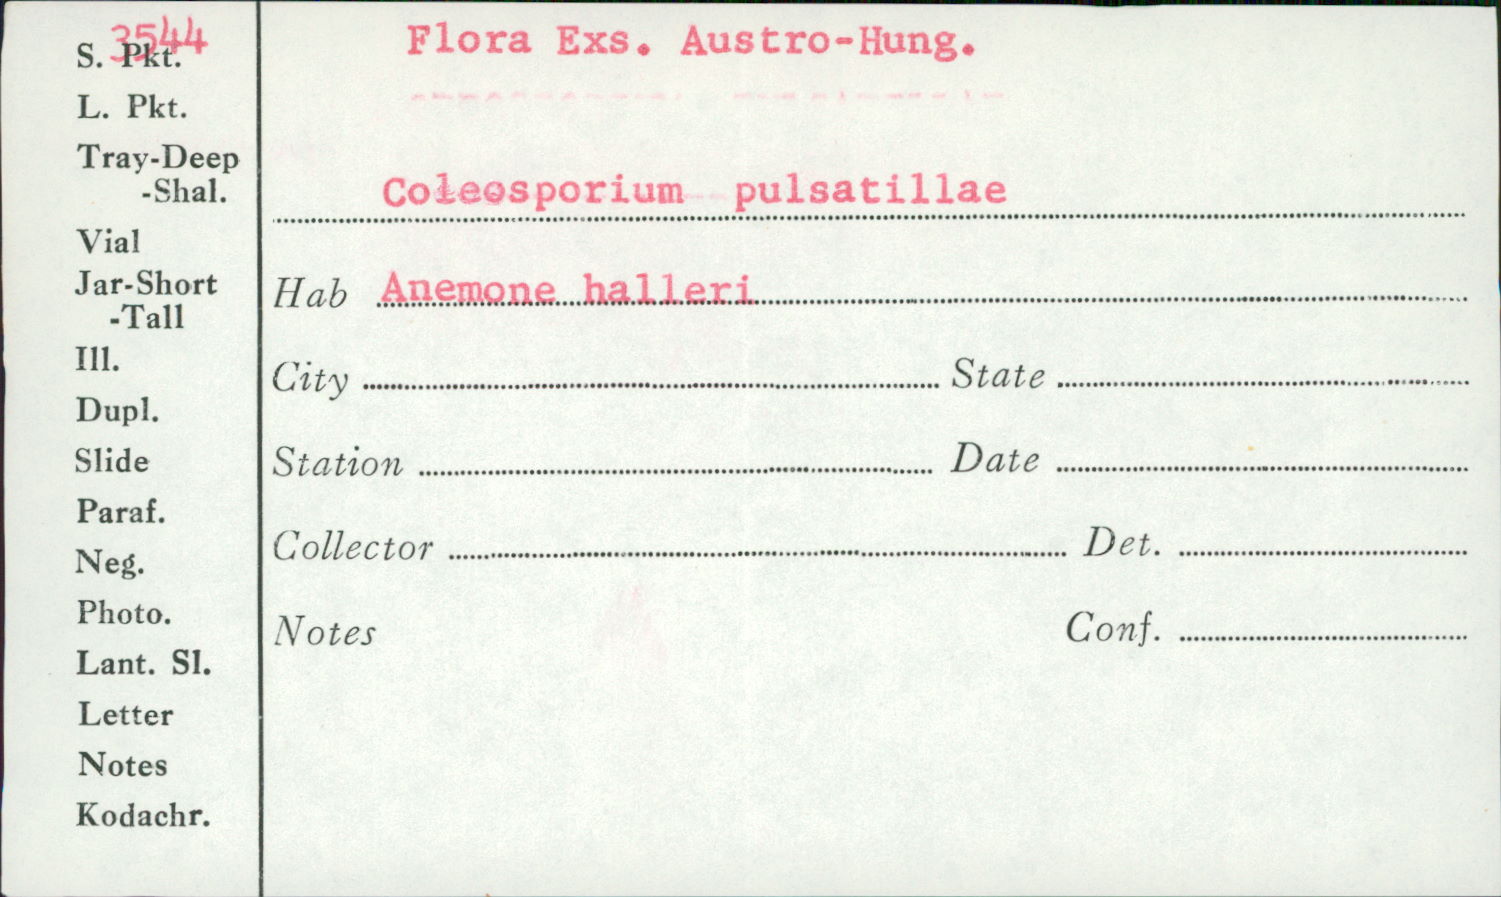 3544
Flora Exs. Austro-Hung.
S. Pkt.
L. Pkt.
Tray-Deep
-Shal.
Vial
Jar-Short
-Tall
Ill.
Dupl.
Slide
Paraf.
Neg.
Photo.
Lant. Sl.
Letter
Notes
Kodachr.
Coleosporium pulsatillae
Hab Anemone halleri
City State
Station Date
Collector Det.
Notes Conf.